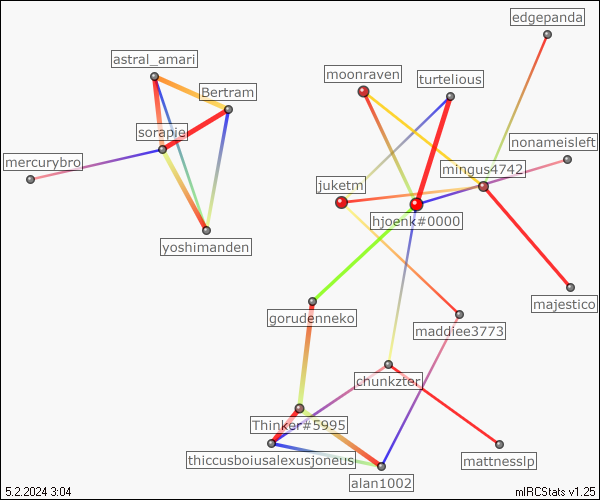 edgepanda
astral_amari
moonraven
turtelious
Bertram
sorapie
nonameisleft
mercurybro
mingus4742
juketm
hjoenk#0000
yoshimanden
majestico
gorudenneko
maddiee3773
chunkzter
Thinker#5995
thiccusboiusalexusjoneus
mattnesslp
alan1002
5.2.2024 3:04
mIRCStats v1.25